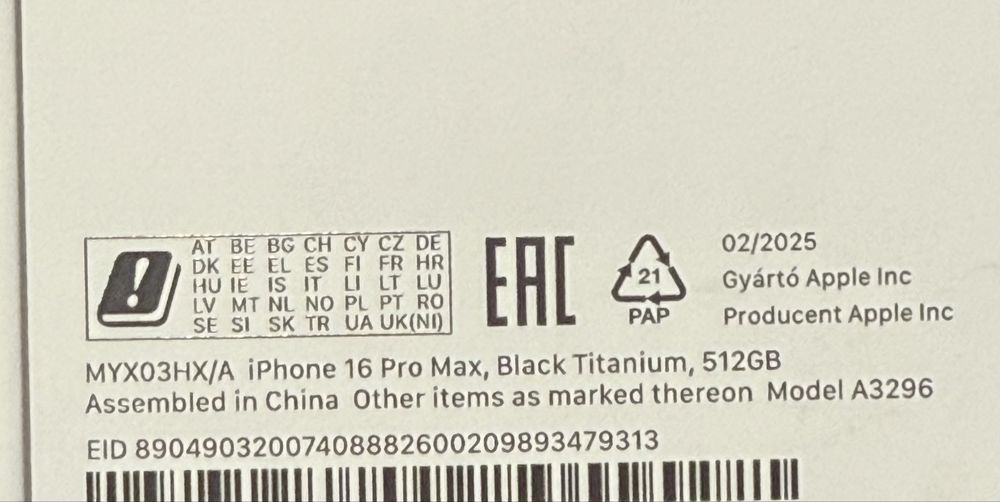 AT BE BG CH CY CZ DE
DK EE EL ES FI FR HR
HU IE IS IT LI LT LU
LV MT NL NO PL PT RO
SE SI SK TR UA UK(NI)
EAC
21
PAP
02/2025
Gyártó Apple Inc
Producent Apple Inc
MYX03HX/A iPhone 16 Pro Max, Black Titanium, 512GB
Assembled in China Other items as marked thereon Model A3296
EID 89049032007408882600209893479313